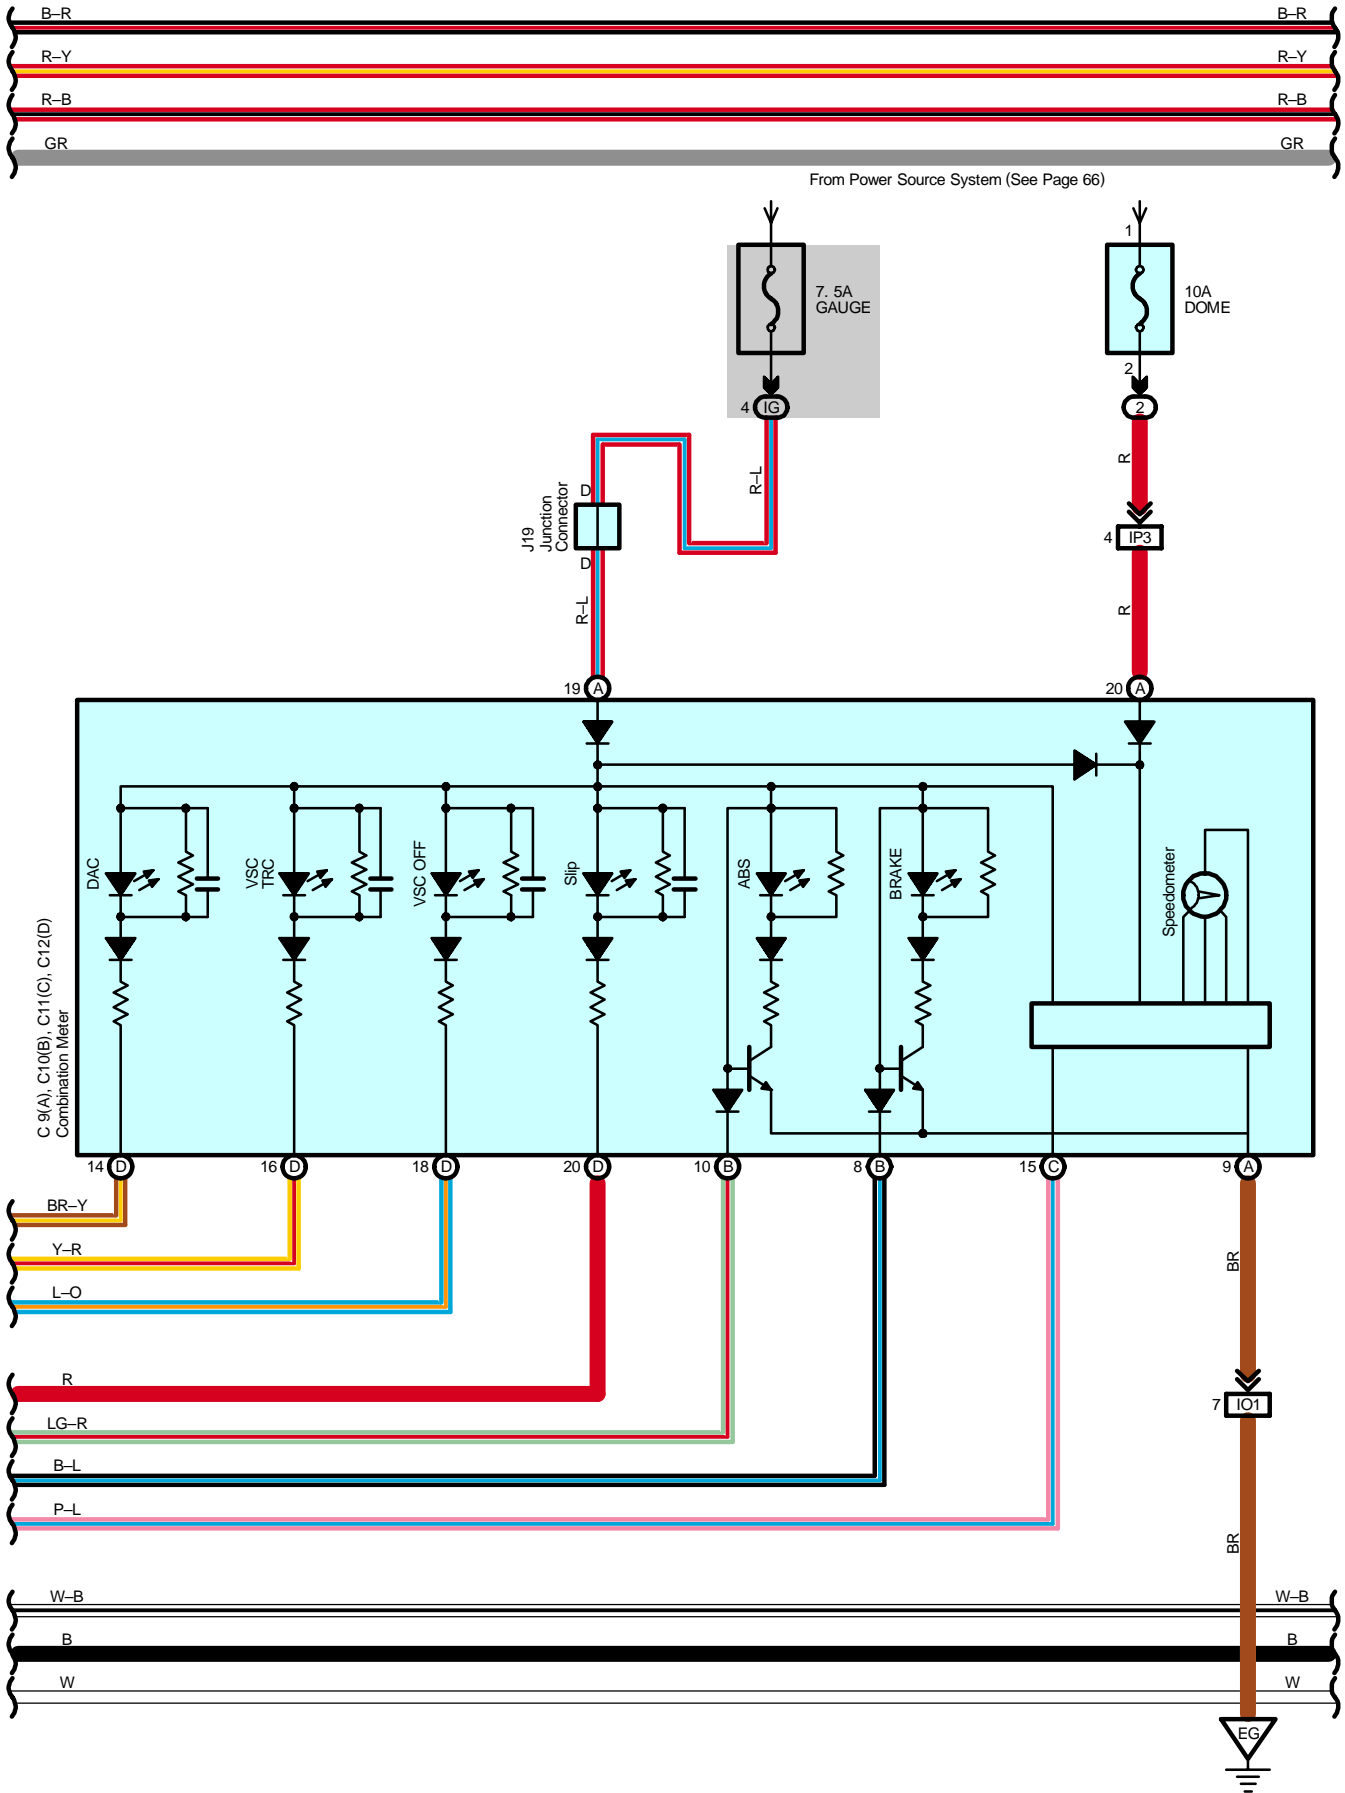 B–R B–R
R–Y R–Y
R–B R–B
GR GR
From Power Source System (See Page 66)
1
7. 5A
GAUGE
10A
DOME
2
4 IG
2
R–L
R
D
J19
Junction
Connector
D
4 IP3
R–L
R
19 A
20 A
DAC
VSC
TRC
VSC OFF
Slip
ABS
BRAKE
Speedometer
C 9(A), C10(B), C11(C), C12(D)
Combination Meter
14 D
16 D
18 D
20 D
10 B
8 B
15 C
9 A
BR–Y
Y–R
L–O
BR
R
7 IO1
LG–R
B–L
P–L
BR
W–B W–B
B B
W W
EG